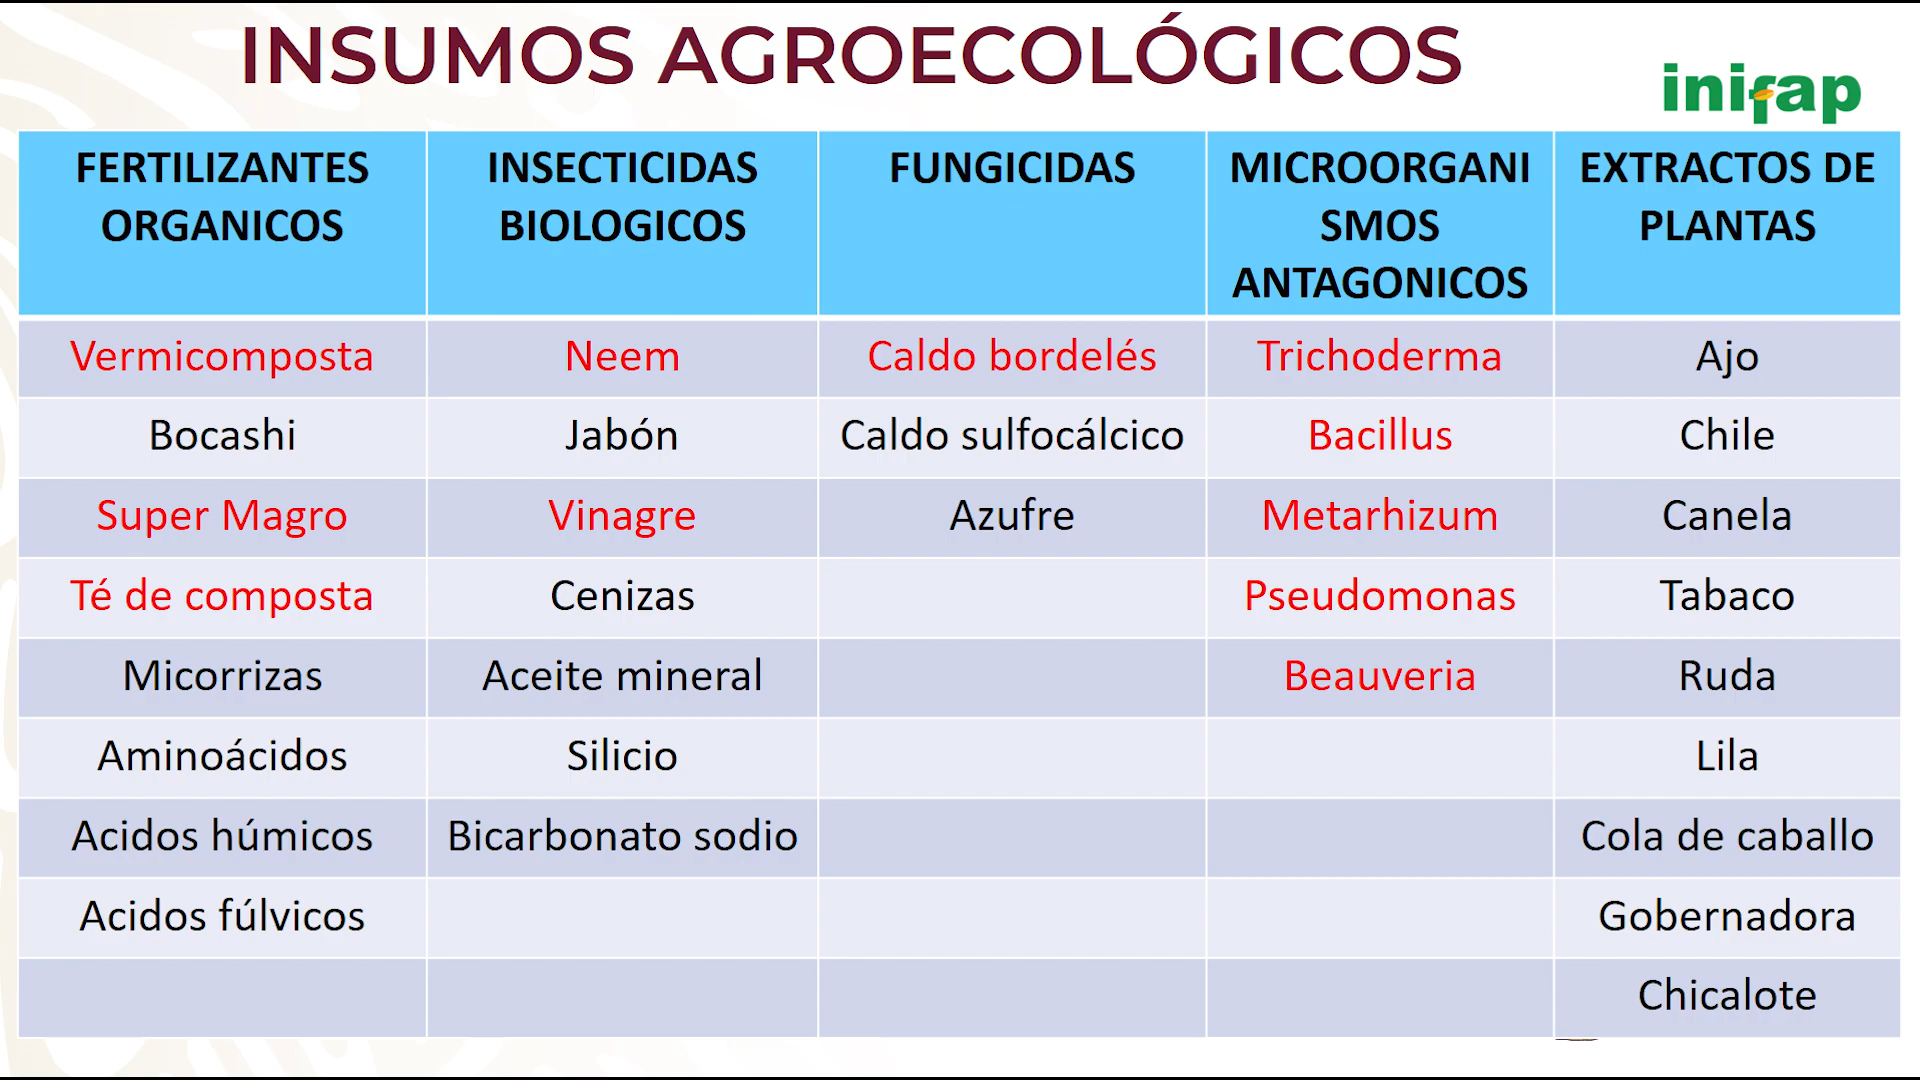 INSUMOS AGROECOLÓGICOS
inifap
FERTILIZANTES ORGANICOS INSECTICIDAS BIOLOGICOS FUNGICIDAS MICROORGANISMOS ANTAGONICOS EXTRACTOS DE PLANTAS
Vermicomposta Neem Caldo bordelés Trichoderma Ajo
Bocashi Jabón Caldo sulfocálcico Bacillus Chile
Super Magro Vinagre Azufre Metarhizum Canela
Té de composta Cenizas Pseudomonas Tabaco
Micorrizas Aceite mineral Beauveria Ruda
Aminoácidos Silicio Lila
Acidos húmicos Bicarbonato sodio Cola de caballo
Acidos fúlvicos Gobernadora
Chicalote